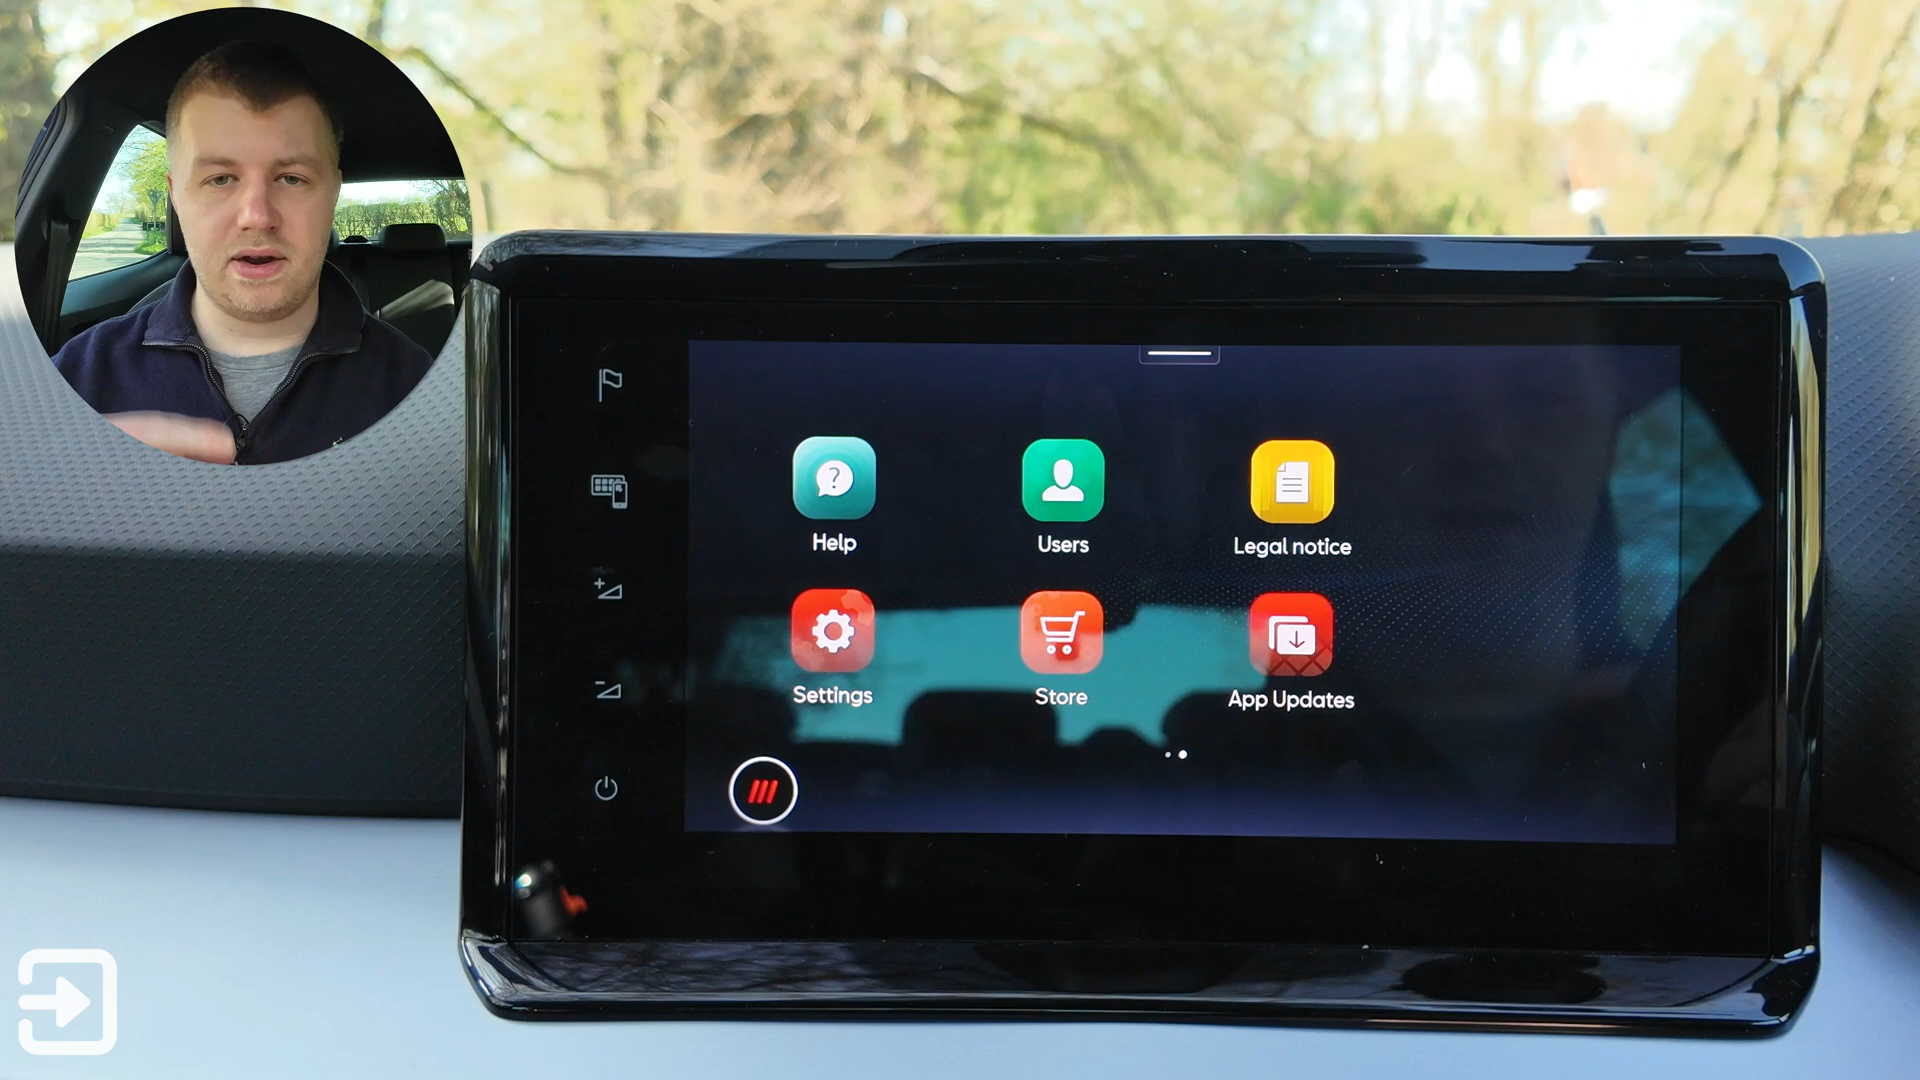 Help
Users
Legal notice
Settings
Store
App Updates